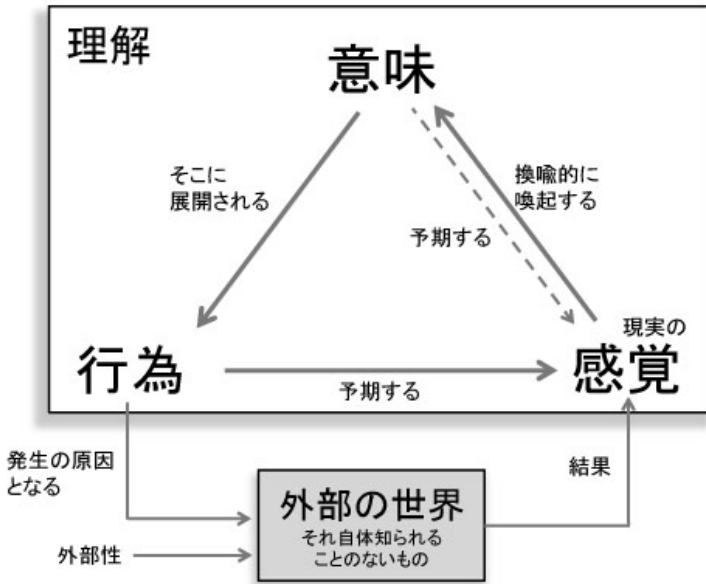 理解
意味
そこに
展開される
換喩的に
喚起する
予期する
現実の
行為
感覚
予期する
発生の原因
となる
結果
外部の世界
それ自体知られる
ことのないもの
外部性